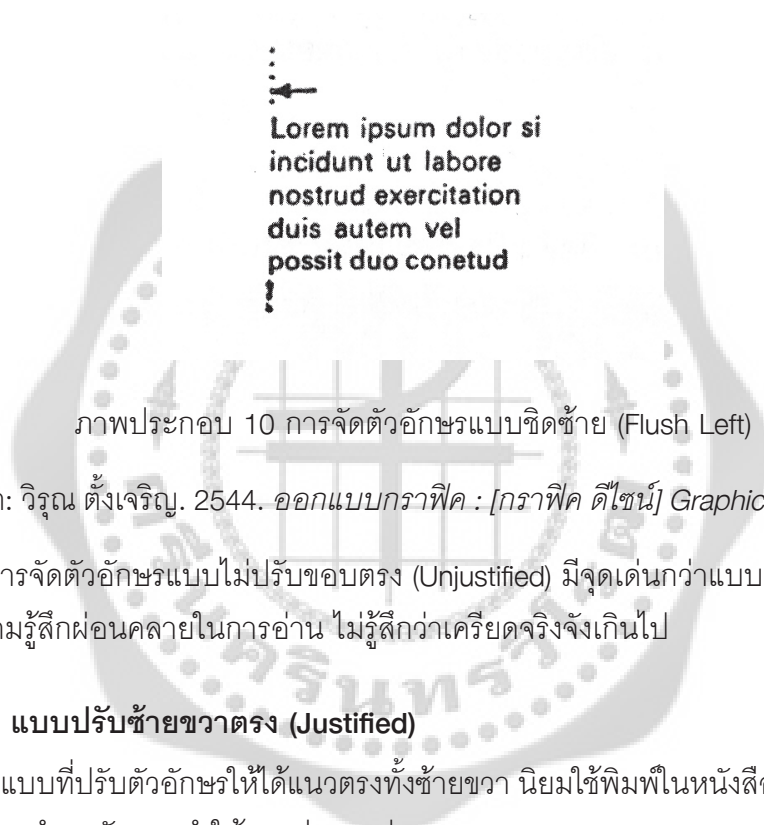 Lorem ipsum dolor si
incidunt ut labore
nostrud exercitation
duis autem vel
possit duo conetud
ภาพประกอบ 10 การจัดตัวอักษรแบบชิดซ้าย (Flush Left)
: วิรุณ ตั้งเจริญ. 2544. ออกแบบกราฟิค : [กราฟิค ดีไซน์] Graphic
การจัดตัวอักษรแบบไม่ปรับขอบตรง (Unjustified) มีจุดเด่นกว่าแบบ
ามรู้สึกผ่อนคลายในการอ่าน ไม่รู้สึกว่าเครียดจริงจังเกินไป
แบบปรับซ้ายขวาตรง (Justified)
แบบที่ปรับตัวอักษรให้ได้แนวตรงทั้งซ้ายขวา นิยมใช้พิมพ์ในหนังสือ